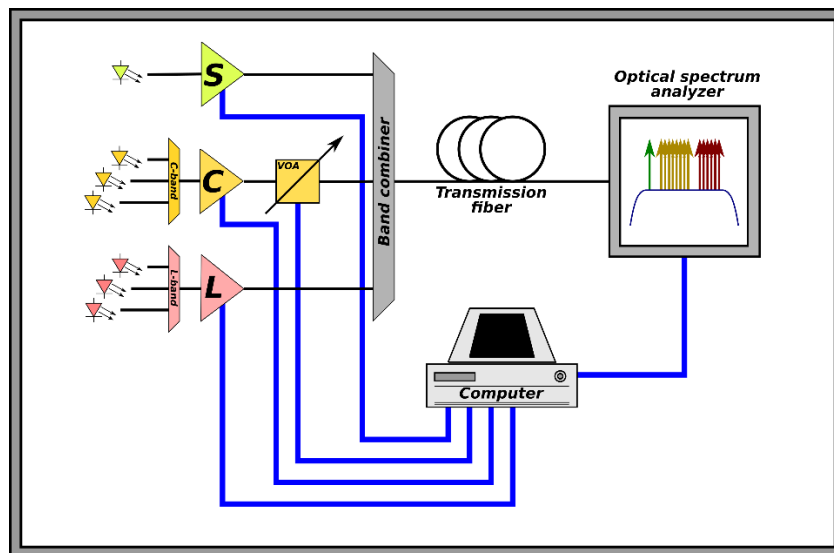 S
Optical spectrum
analyzer
C-band
C
VOA
Band combiner
Transmission
fiber
L-band
L
Computer